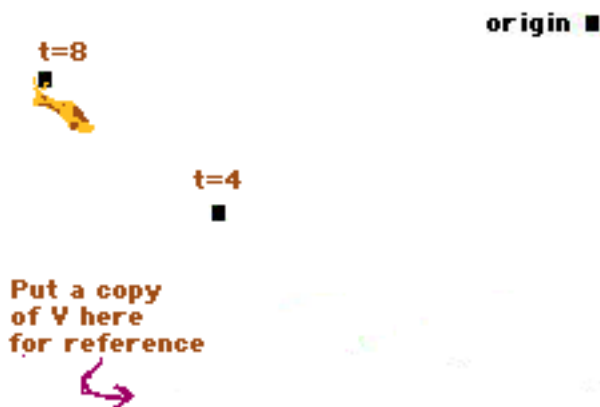 origin
t=8
t=4
Put a copy
of V here
for reference